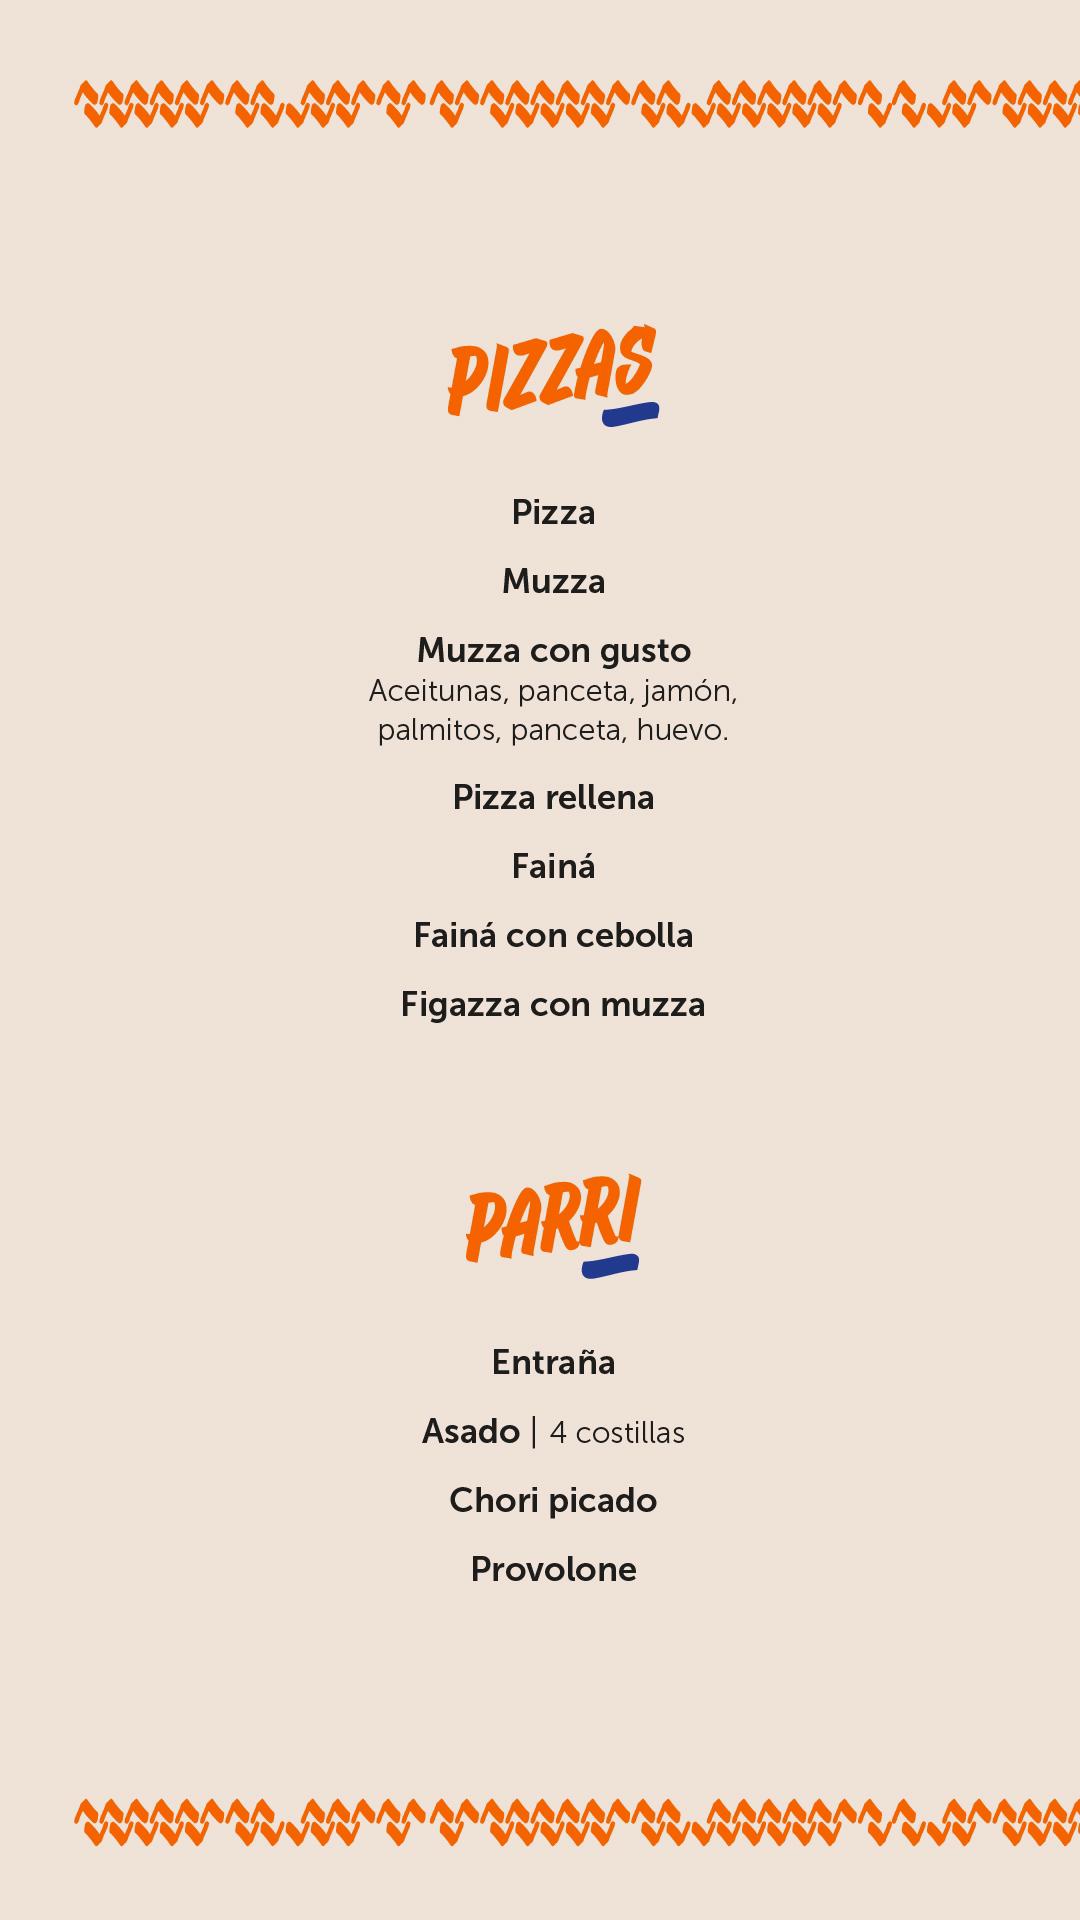 PIZZAS
Pizza
Muzza
Muzza con gusto
Aceitunas, panceta, jamón,
palmitos, panceta, huevo.
Pizza rellena
Fainá
Fainá con cebolla
Figazza con muzza
PARRI
Entraña
Asado | 4 costillas
Chori picado
Provolone